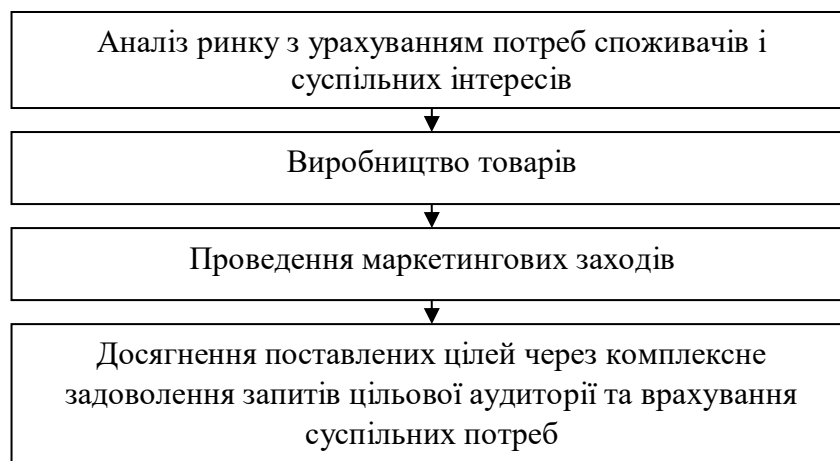 Аналіз ринку з урахуванням потреб споживачів і
суспільних інтересів
Виробництво товарів
Проведення маркетингових заходів
Досягнення поставлених цілей через комплексне
задоволення запитів цільової аудиторії та врахування
суспільних потреб